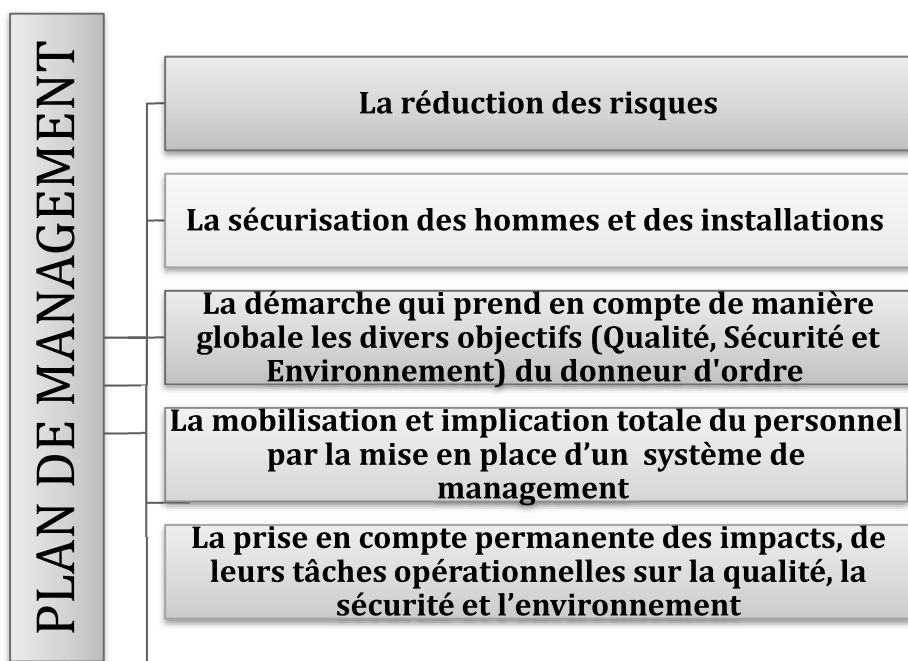 PLAN DE MANAGEMENT
La réduction des risques
La sécurisation des hommes et des installations
La démarche qui prend en compte de manière
globale les divers objectifs (Qualité, Sécurité et
Environnement) du donneur d'ordre
La mobilisation et implication totale du personnel
par la mise en place d’un  système de
management
La prise en compte permanente des impacts, de
leurs tâches opérationnelles sur la qualité, la
sécurité et l’environnement